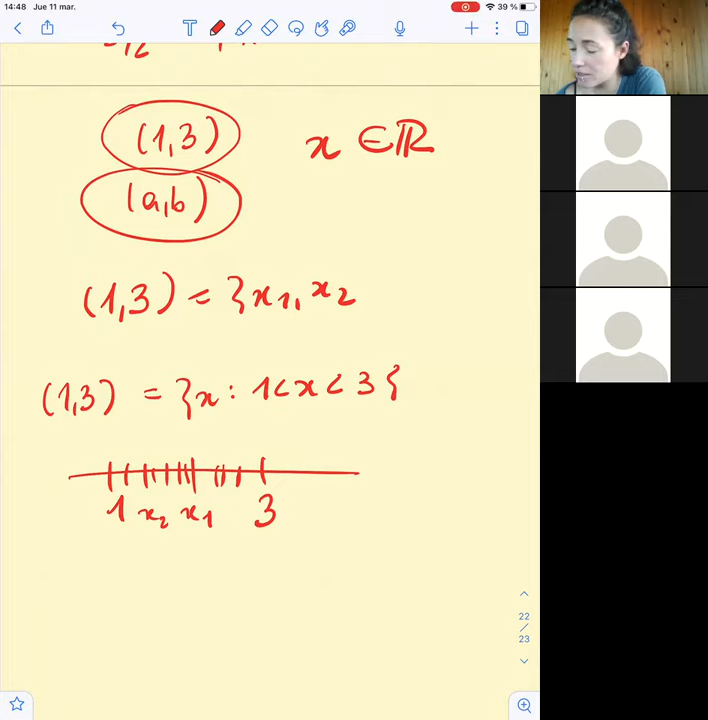 14:48 Jue 11 mar.
39 %
T
(1,3) x ∈ ℝ
(a,b)
(1,3) = {x₁, x₂
(1,3) = {x : 1 < x < 3}
1 x₂ x₁ 3
22
/
23